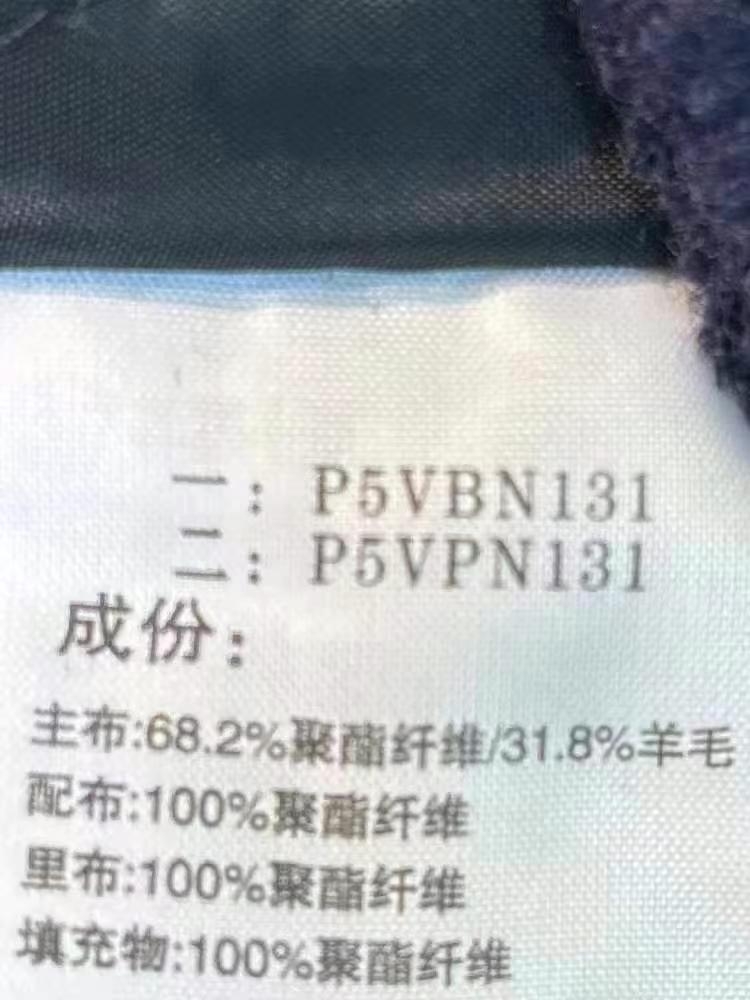 一：P5VBN131
二：P5VPN131
成份：
主布:68.2%聚酯纤维/31.8%羊毛
配布:100%聚酯纤维
里布:100%聚酯纤维
填充物:100%聚酯纤维